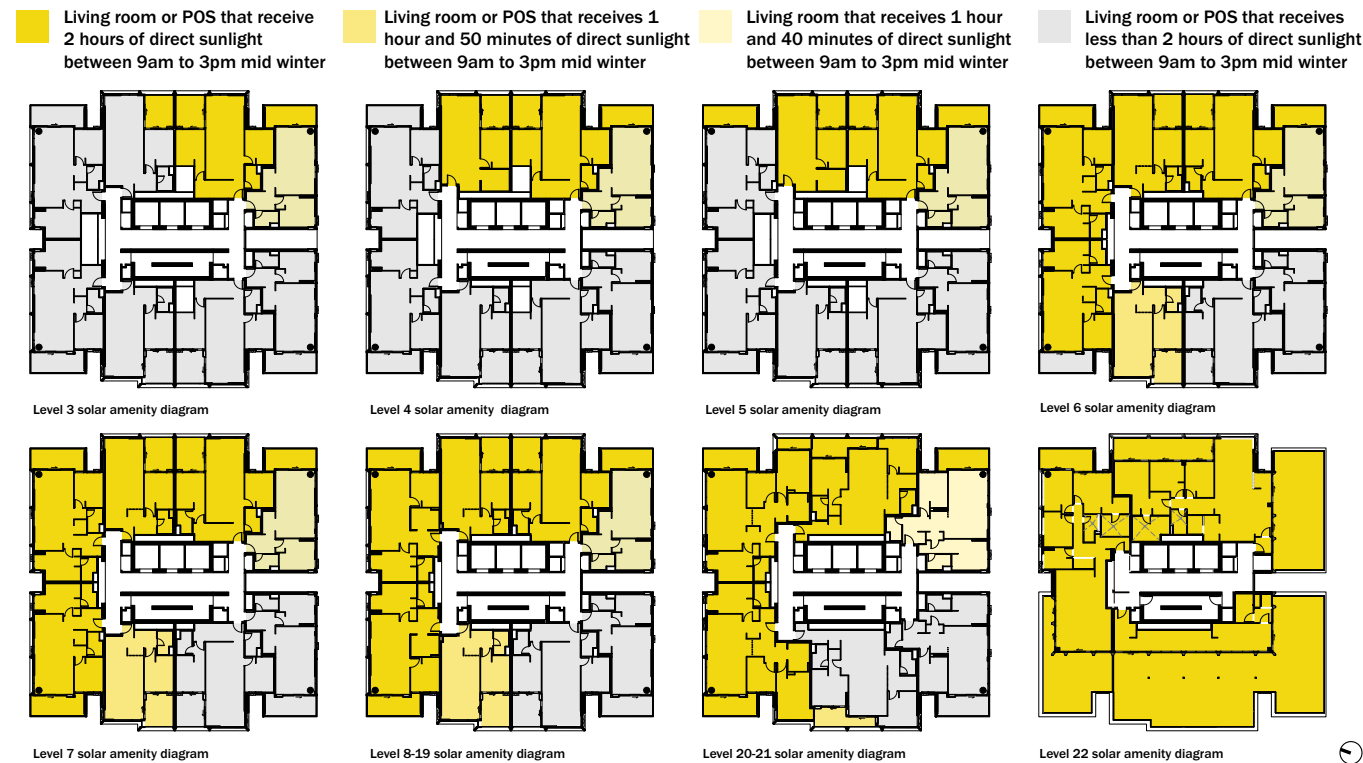 Living room or POS that receive
2 hours of direct sunlight
between 9am to 3pm mid winter
Living room or POS that receives 1
hour and 50 minutes of direct sunlight
between 9am to 3pm mid winter
Living room that receives 1 hour
and 40 minutes of direct sunlight
between 9am to 3pm mid winter
Living room or POS that receives
less than 2 hours of direct sunlight
between 9am to 3pm mid winter
Level 3 solar amenity diagram
Level 4 solar amenity diagram
Level 5 solar amenity diagram
Level 6 solar amenity diagram
Level 7 solar amenity diagram
Level 8-19 solar amenity diagram
Level 20-21 solar amenity diagram
Level 22 solar amenity diagram